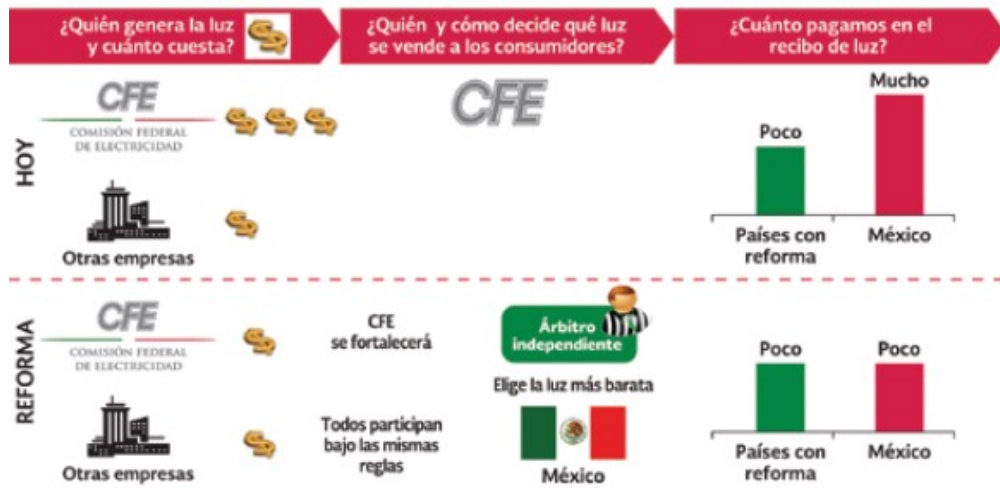 ¿Quién genera la luz
y cuánto cuesta?
¿Quién y cómo decide qué luz
se vende a los consumidores?
¿Cuánto pagamos en el
recibo de luz?
HOY
CFE
COMISIÓN FEDERAL
DE ELECTRICIDAD
Otras empresas
CFE
Poco
Mucho
Países con
reforma
México
REFORMA
CFE
COMISIÓN FEDERAL
DE ELECTRICIDAD
Otras empresas
CFE
se fortalecerá
Todos participan
bajo las mismas
reglas
Árbitro
independiente
Elige la luz más barata
México
Poco
Poco
Países con
reforma
México